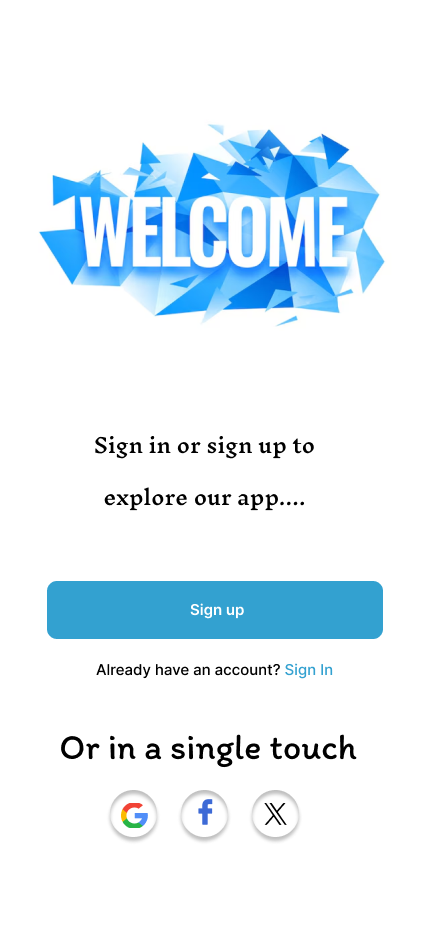 WELCOME
Sign in or sign up to
explore our app....
Sign up
Already have an account? Sign In
Or in a single touch
G f X